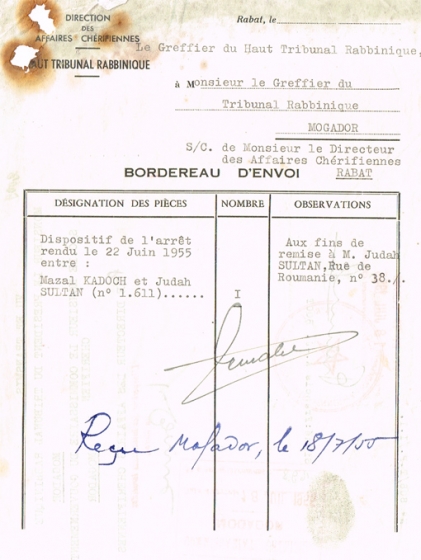 DIRECTION
DES
AFFAIRES CHÉRIFIENNES
HAUT TRIBUNAL RABBINIQUE
Rabat, le
Le Greffier du Haut Tribunal Rabbinique,
à Monsieur le Greffier du
Tribunal Rabbinique
MOGADOR
S/C. de Monsieur le Directeur
des Affaires Chérifiennes
BORDEREAU D'ENVOI RABAT
DÉSIGNATION DES PIÈCES NOMBRE OBSERVATIONS
Dispositif de l'arrêt
rendu le 22 Juin 1955
entre :
Mazal KADOCH et Judah
SULTAN (n° 1.611)...... I
Aux fins de
remise à M. Judah
SULTAN,Rue de
Roumanie, n° 38./.
Reçu Mogador, le 18/7/55